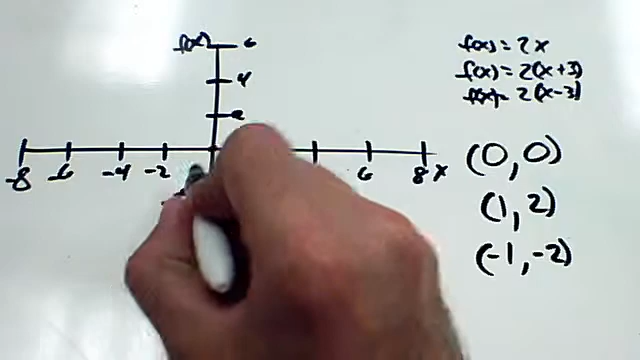 f(x) 6
4
2
-8 -6 -4 -2 6 8 x
f(x) = 2x
f(x) = 2(x+3)
f(x) = 2(x-3)
(0,0)
(1,2)
(-1,-2)